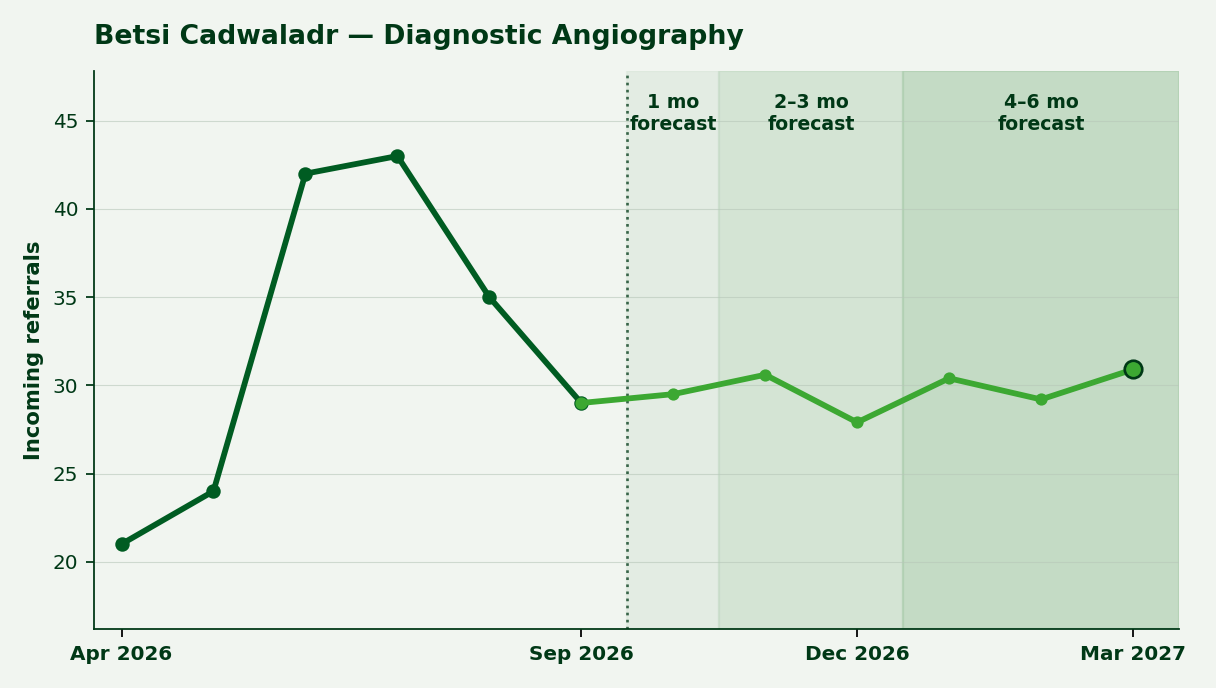 Betsi Cadwaladr — Diagnostic Angiography
1 mo
forecast
2–3 mo
forecast
4–6 mo
forecast
45
40
35
30
25
20
Incoming referrals
Apr 2026
Sep 2026
Dec 2026
Mar 2027